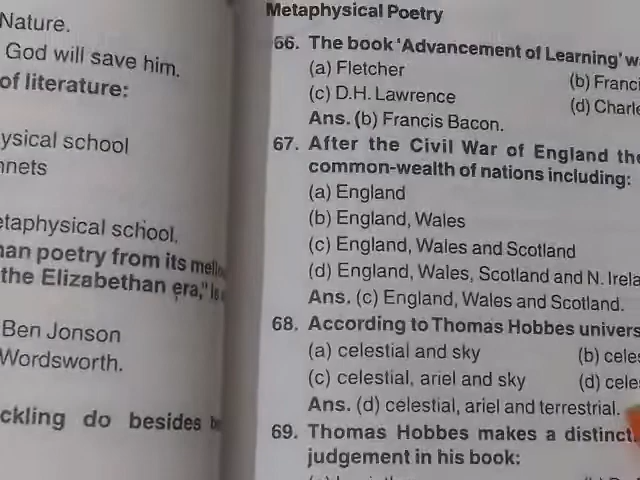 Nature.
God will save him.
of literature:
ysical school
nnets
etaphysical school.
an poetry from its
the Elizabethan era," is
Ben Jonson
Wordsworth.
ckling do besides
Metaphysical Poetry
66. The book 'Advancement of Learning' w
(a) Fletcher (b) Franci
(c) D.H. Lawrence (d) Charle
Ans. (b) Francis Bacon.
67. After the Civil War of England the
common-wealth of nations including:
(a) England
(b) England, Wales
(c) England, Wales and Scotland
(d) England, Wales, Scotland and N. Irela
Ans. (c) England, Wales and Scotland.
68. According to Thomas Hobbes univers
(a) celestial and sky (b) celes
(c) celestial, ariel and sky (d) cele
Ans. (d) celestial, ariel and terrestrial.
69. Thomas Hobbes makes a distinct
judgement in his book: